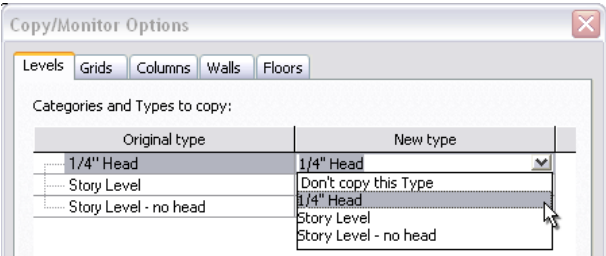 Copy/Monitor Options
Levels Grids Columns Walls Floors
Categories and Types to copy:
Original type New type
1/4" Head 1/4" Head
Story Level Don't copy this Type
1/4" Head
Story Level - no head Story Level
Story Level - no head